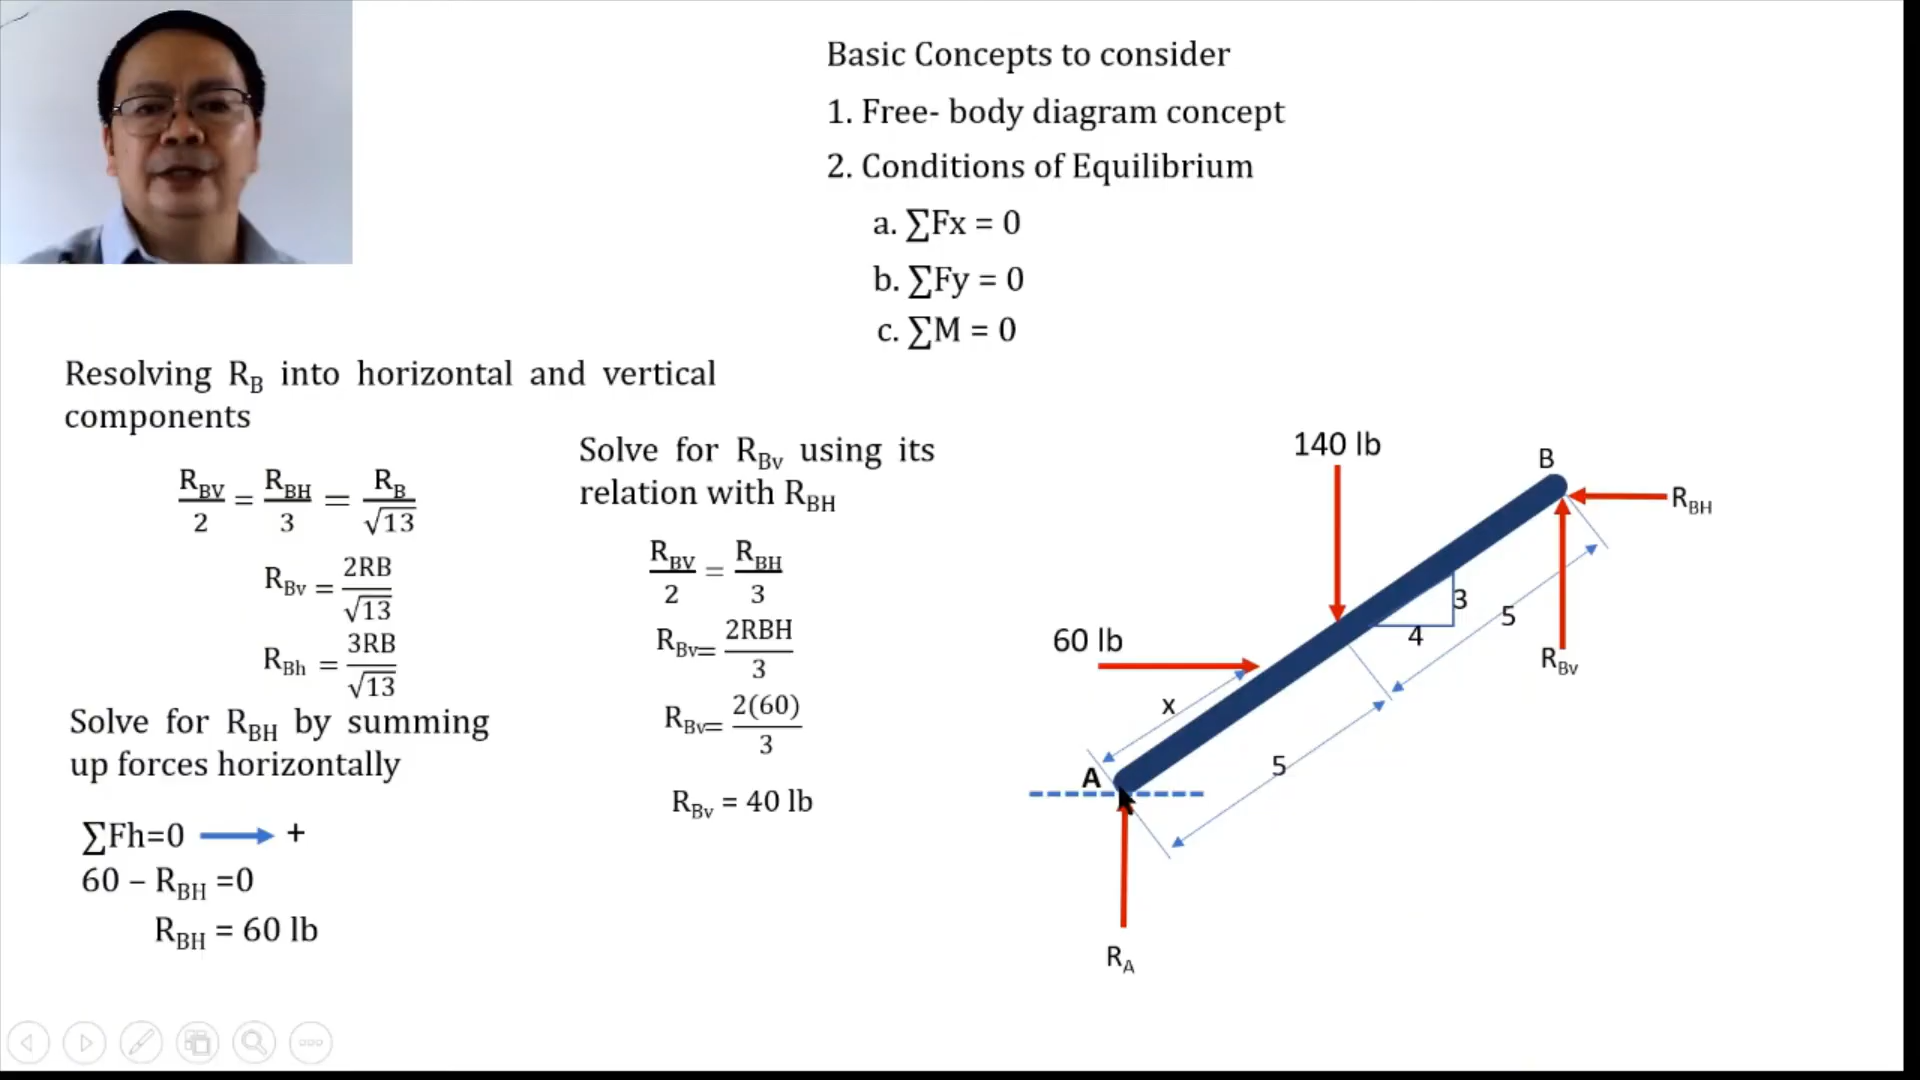 Basic Concepts to consider
1. Free- body diagram concept
2. Conditions of Equilibrium
a. ∑Fx = 0
b. ∑Fy = 0
c. ∑M = 0
Resolving R_B into horizontal and vertical
components
R_BV/2 = R_BH/3 = R_B/√13
R_Bv = 2RB/√13
R_Bh = 3RB/√13
Solve for R_BH by summing
up forces horizontally
∑Fh=0 → +
60 – R_BH =0
R_BH = 60 lb
Solve for R_Bv using its
relation with R_BH
R_BV/2 = R_BH/3
R_Bv= 2RBH/3
R_Bv= 2(60)/3
R_Bv = 40 lb
140 lb
B
R_BH
3
4
5
60 lb
R_Bv
x
A
5
R_A